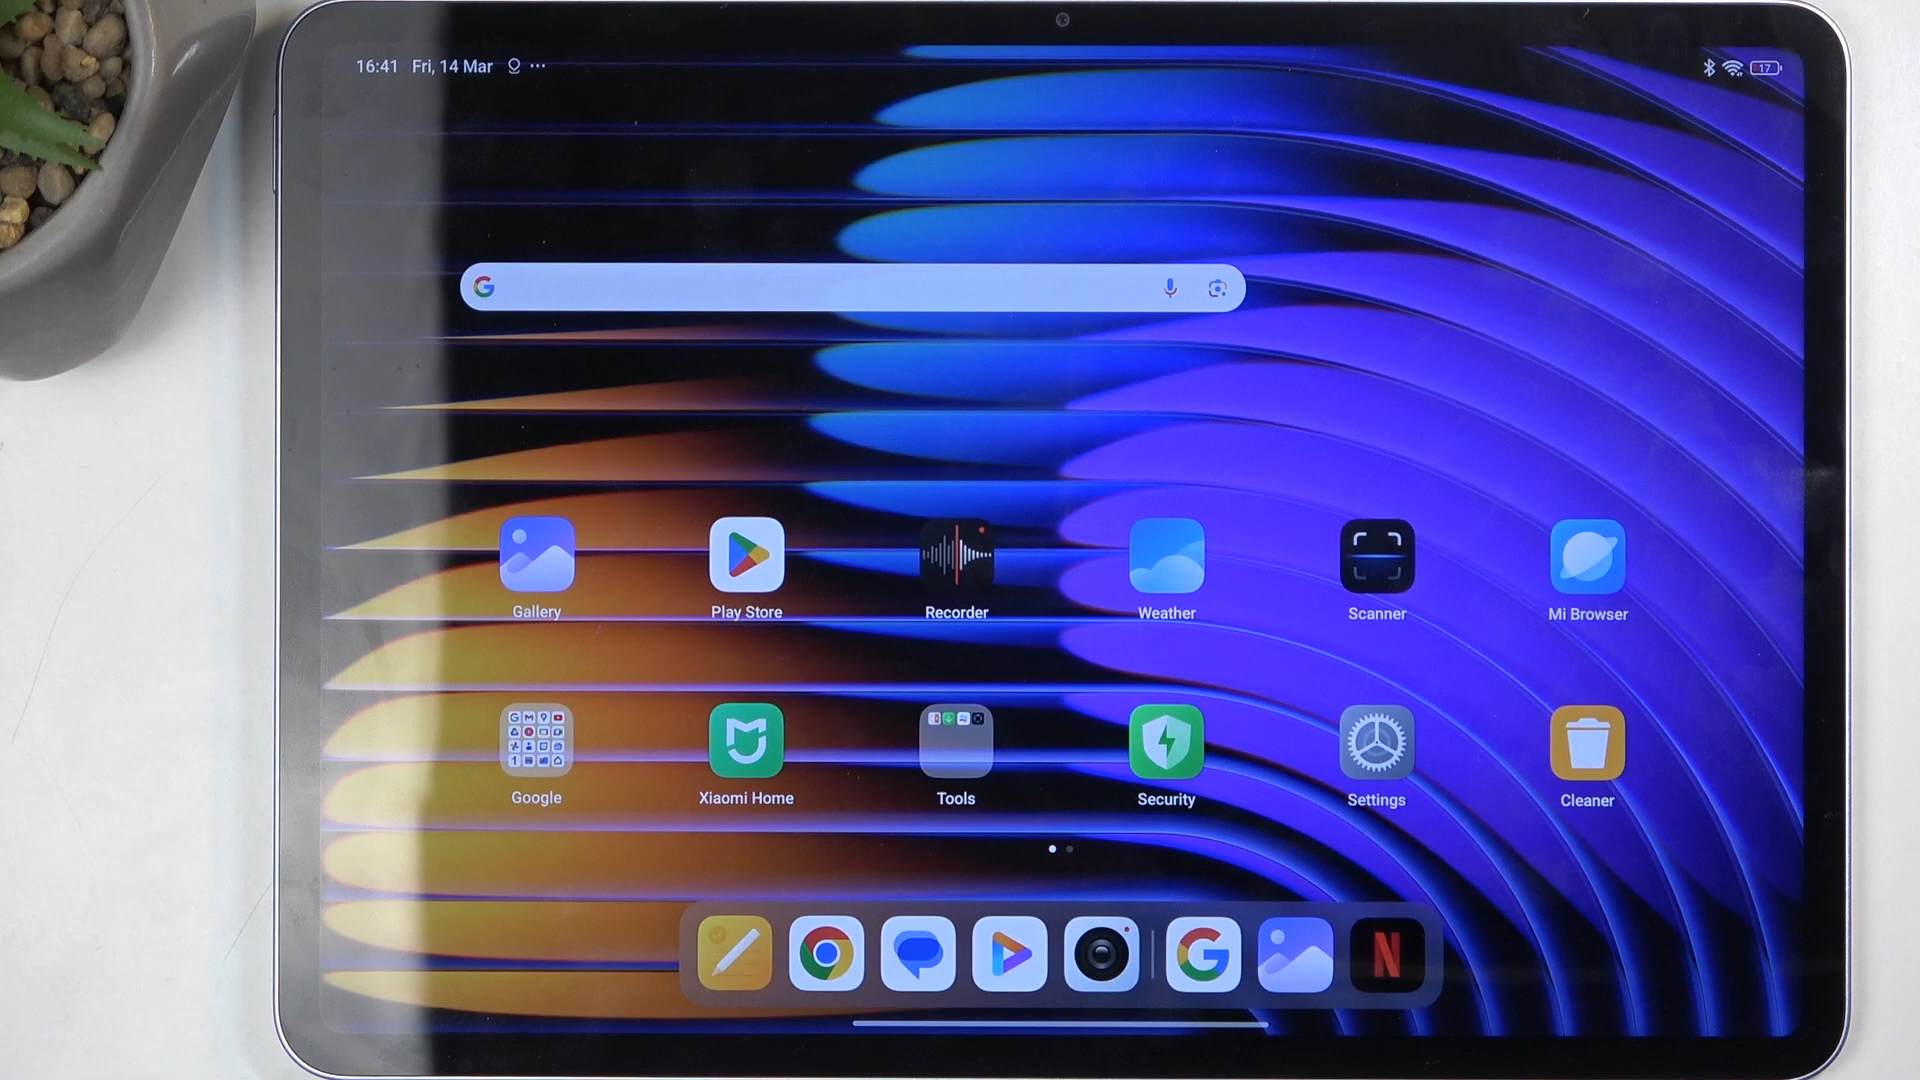 16:41 Fri, 14 Mar
17
Gallery
Play Store
Recorder
Weather
Scanner
Mi Browser
Google
Xiaomi Home
Tools
Security
Settings
Cleaner